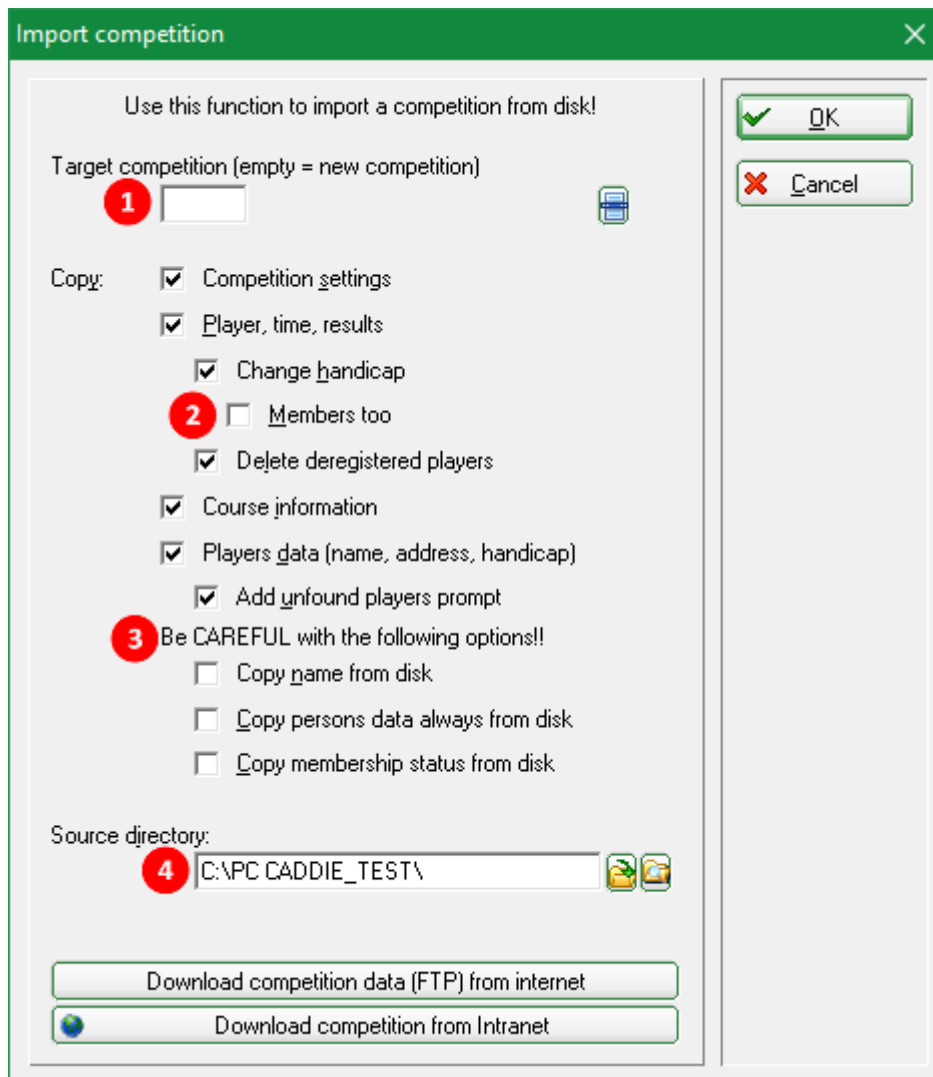 Import competition
Use this function to import a competition from disk!
OK
Target competition (empty = new competition)
Cancel
1
Copy:
Competition settings
Player, time, results
Change handicap
2
Members too
Delete deregistered players
Course information
Players data (name, address, handicap)
Add unfound players prompt
3
Be CAREFUL with the following options!!
Copy name from disk
Copy persons data always from disk
Copy membership status from disk
Source directory:
4
C:\PC CADDIE_TEST\
Download competition data (FTP) from internet
Download competition from Intranet